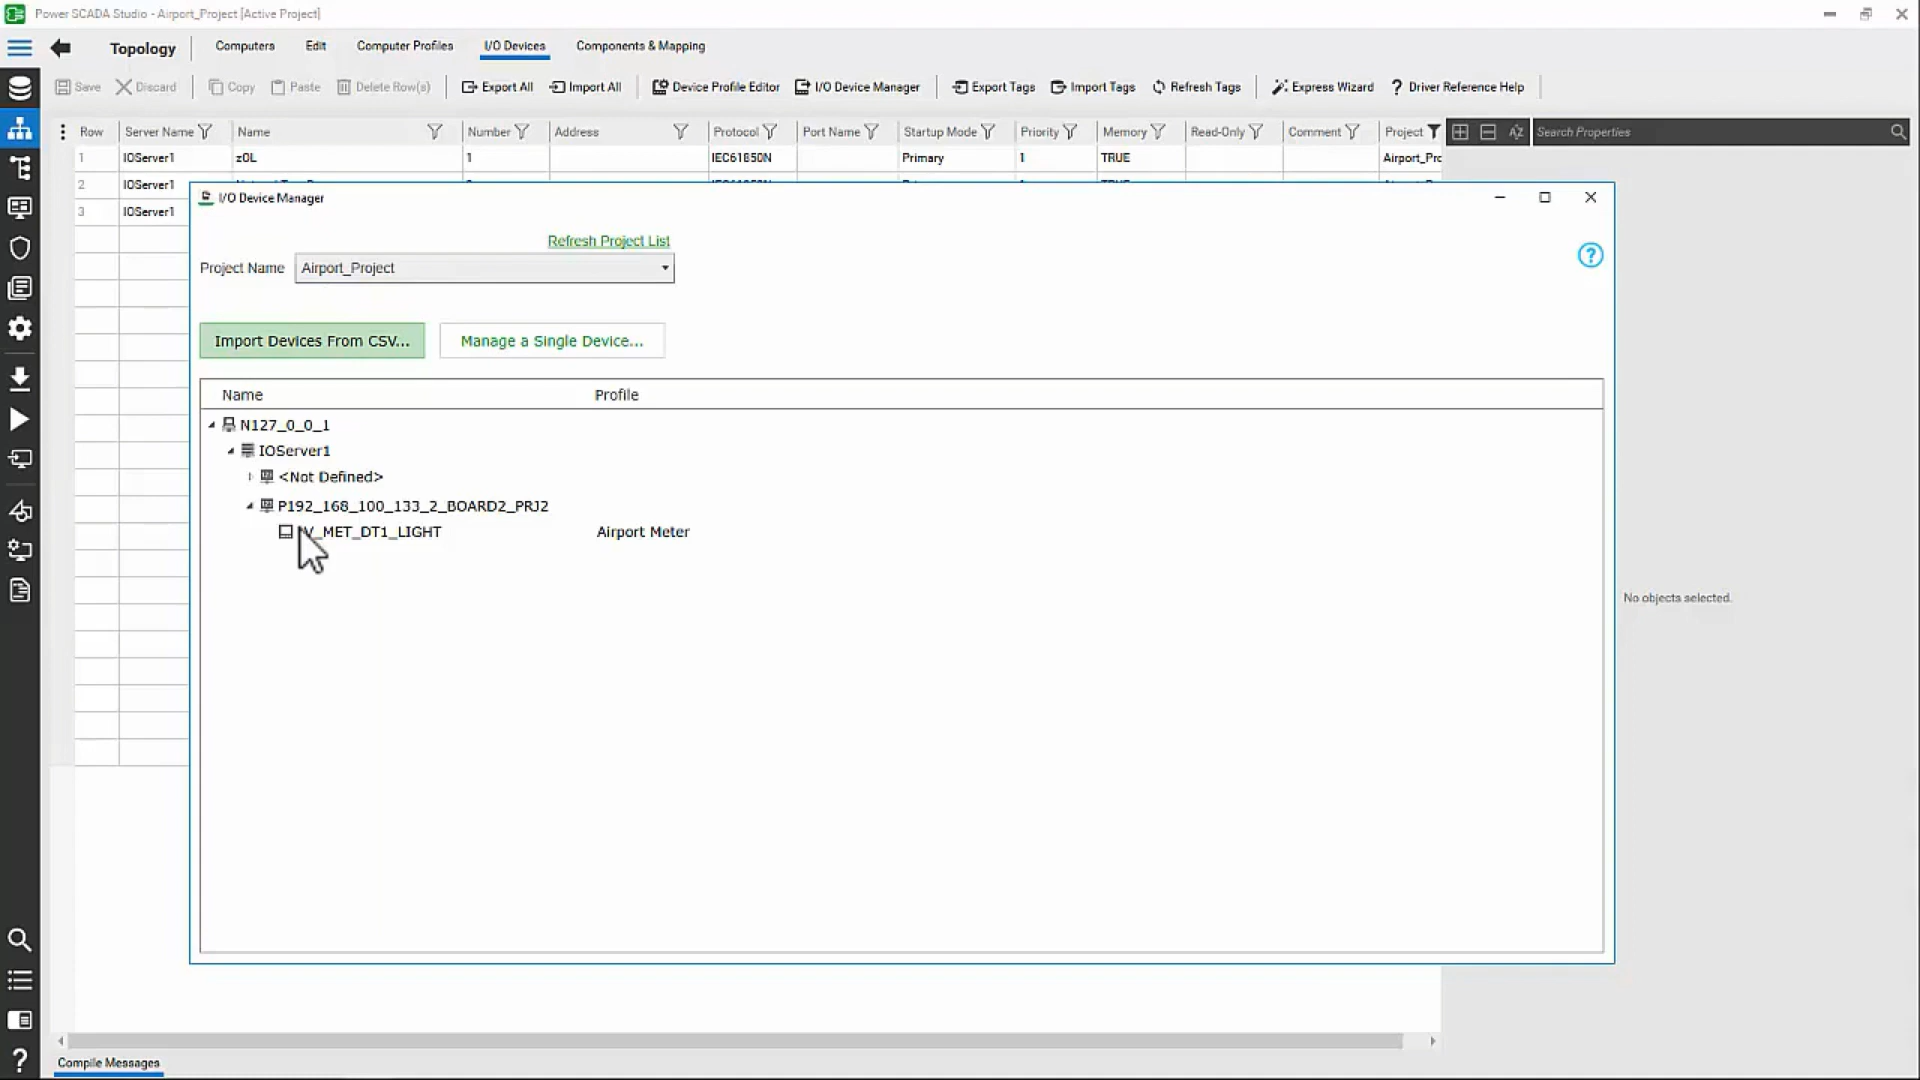 Power SCADA Studio - Airport_Project [Active Project]
Topology Computers Edit Computer Profiles I/O Devices Components & Mapping
Save Discard Copy Paste Delete Row(s) Export All Import All Device Profile Editor I/O Device Manager Export Tags Import Tags Refresh Tags Express Wizard ? Driver Reference Help
Row Server Name Name Number Address Protocol Port Name Startup Mode Priority Memory Read-Only Comment Project Search Properties
1 IOServer1 zOL 1 IEC61850N Primary 1 TRUE Airport_Prc
2 IOServer1
3 IOServer1
I/O Device Manager
Refresh Project List
Project Name Airport_Project
?
Import Devices From CSV... Manage a Single Device...
Name Profile
N127_0_0_1
IOServer1
<Not Defined>
P192_168_100_133_2_BOARD2_PRJ2
V_MET_DT1_LIGHT Airport Meter
No objects selected.
Compile Messages
?